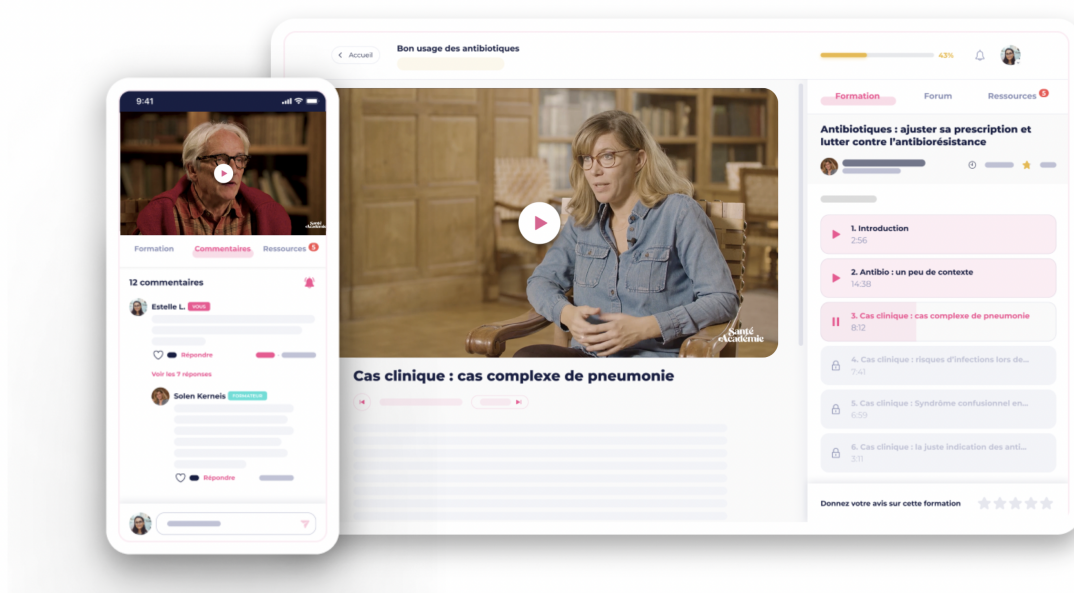 9:41
Santé
Académie
Formation
Commentaires
Ressources 5
12 commentaires
Estelle L. VOUS
Répondre
Voir les 7 réponses
Solen Kerneis FORMATEUR
Répondre
Accueil
Bon usage des antibiotiques
43%
Santé
Académie
Cas clinique : cas complexe de pneumonie
Formation
Forum
Ressources 5
Antibiotiques : ajuster sa prescription et
lutter contre l'antibiorésistance
1. Introduction
2:56
2. Antibio : un peu de contexte
14:38
3. Cas clinique : cas complexe de pneumonie
8:12
4. Cas clinique : risques d'infections lors de...
7:41
5. Cas clinique : Syndrôme confusionnel en...
6:59
6. Cas clinique : la juste indication des anti...
3:11
Donnez votre avis sur cette formation